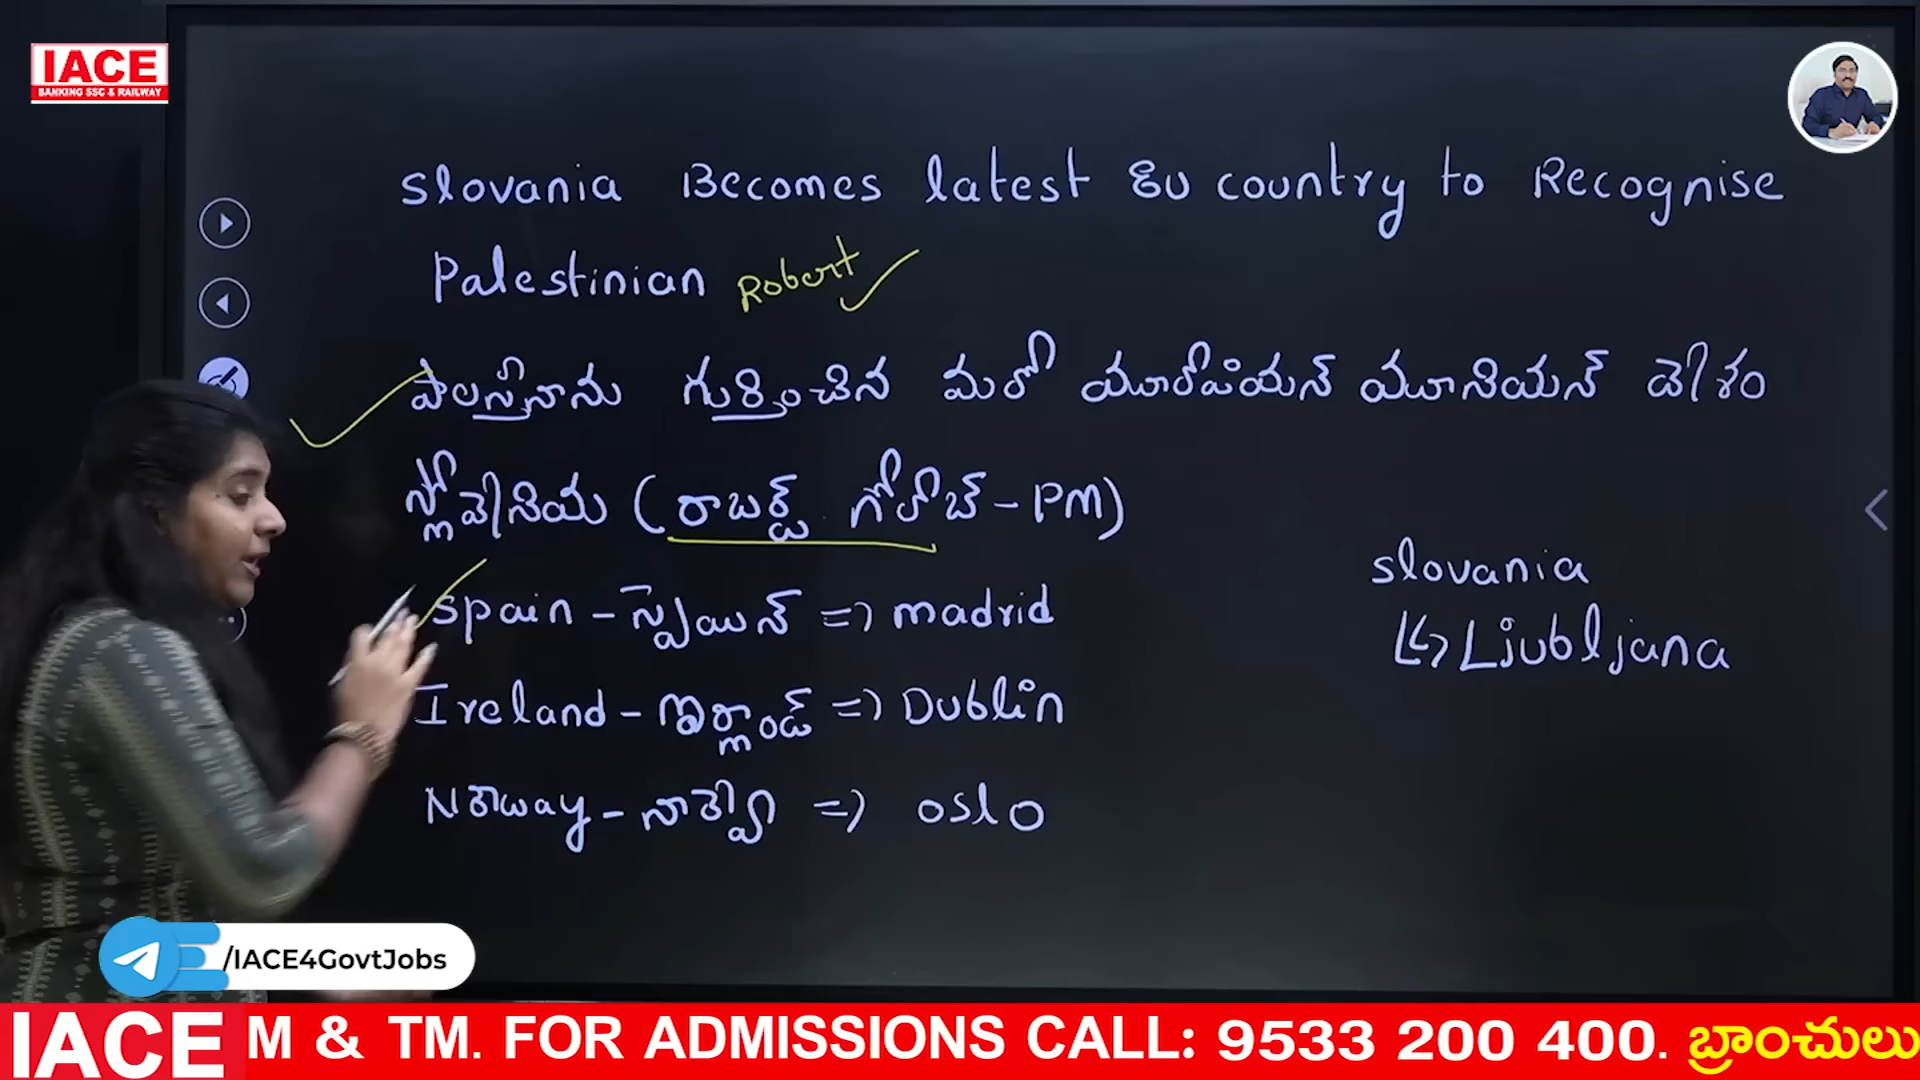 IACE
BANKING SSC & RAILWAY
slovania Becomes latest EU country to Recognise
Palestinian Robert
పాలస్తీనాను గుర్తించిన మరో యూరోపియన్ యూనియన్ దేశం
స్లోవేనియ (రాబర్ట్ గోలోబ్ - PM)
Spain - స్పెయిన్ => madrid
Ireland - ఐర్లాండ్ => Dublin
Norway - నార్వే => oslo
slovania
↳ Ljubljana
/IACE4GovtJobs
IACE M & TM. FOR ADMISSIONS CALL: 9533 200 400. బ్రాంచులు